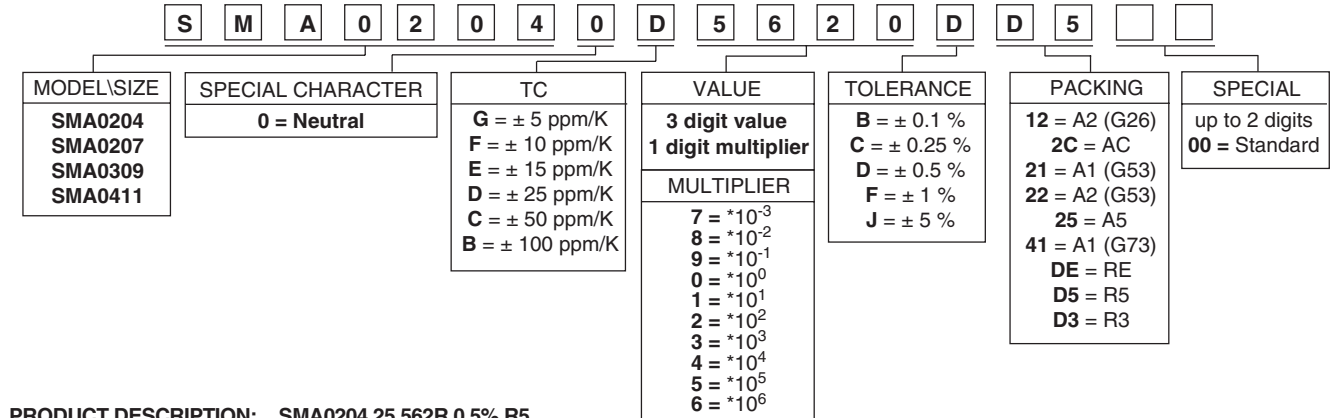 S M A 0 2 0 4 0 D 5 6 2 0 D D 5
MODEL\SIZE
SMA0204
SMA0207
SMA0309
SMA0411
SPECIAL CHARACTER
0 = Neutral
TC
G = ± 5 ppm/K
F = ± 10 ppm/K
E = ± 15 ppm/K
D = ± 25 ppm/K
C = ± 50 ppm/K
B = ± 100 ppm/K
VALUE
3 digit value
1 digit multiplier
MULTIPLIER
7 = *10-3
8 = *10-2
9 = *10-1
0 = *100
1 = *101
2 = *102
3 = *103
4 = *104
5 = *105
6 = *106
TOLERANCE
B = ± 0.1 %
C = ± 0.25 %
D = ± 0.5 %
F = ± 1 %
J = ± 5 %
PACKING
12 = A2 (G26)
2C = AC
21 = A1 (G53)
22 = A2 (G53)
25 = A5
41 = A1 (G73)
DE = RE
D5 = R5
D3 = R3
SPECIAL
up to 2 digits
00 = Standard
PRODUCT DESCRIPTION: SMA0204 25 562R 0.5% R5